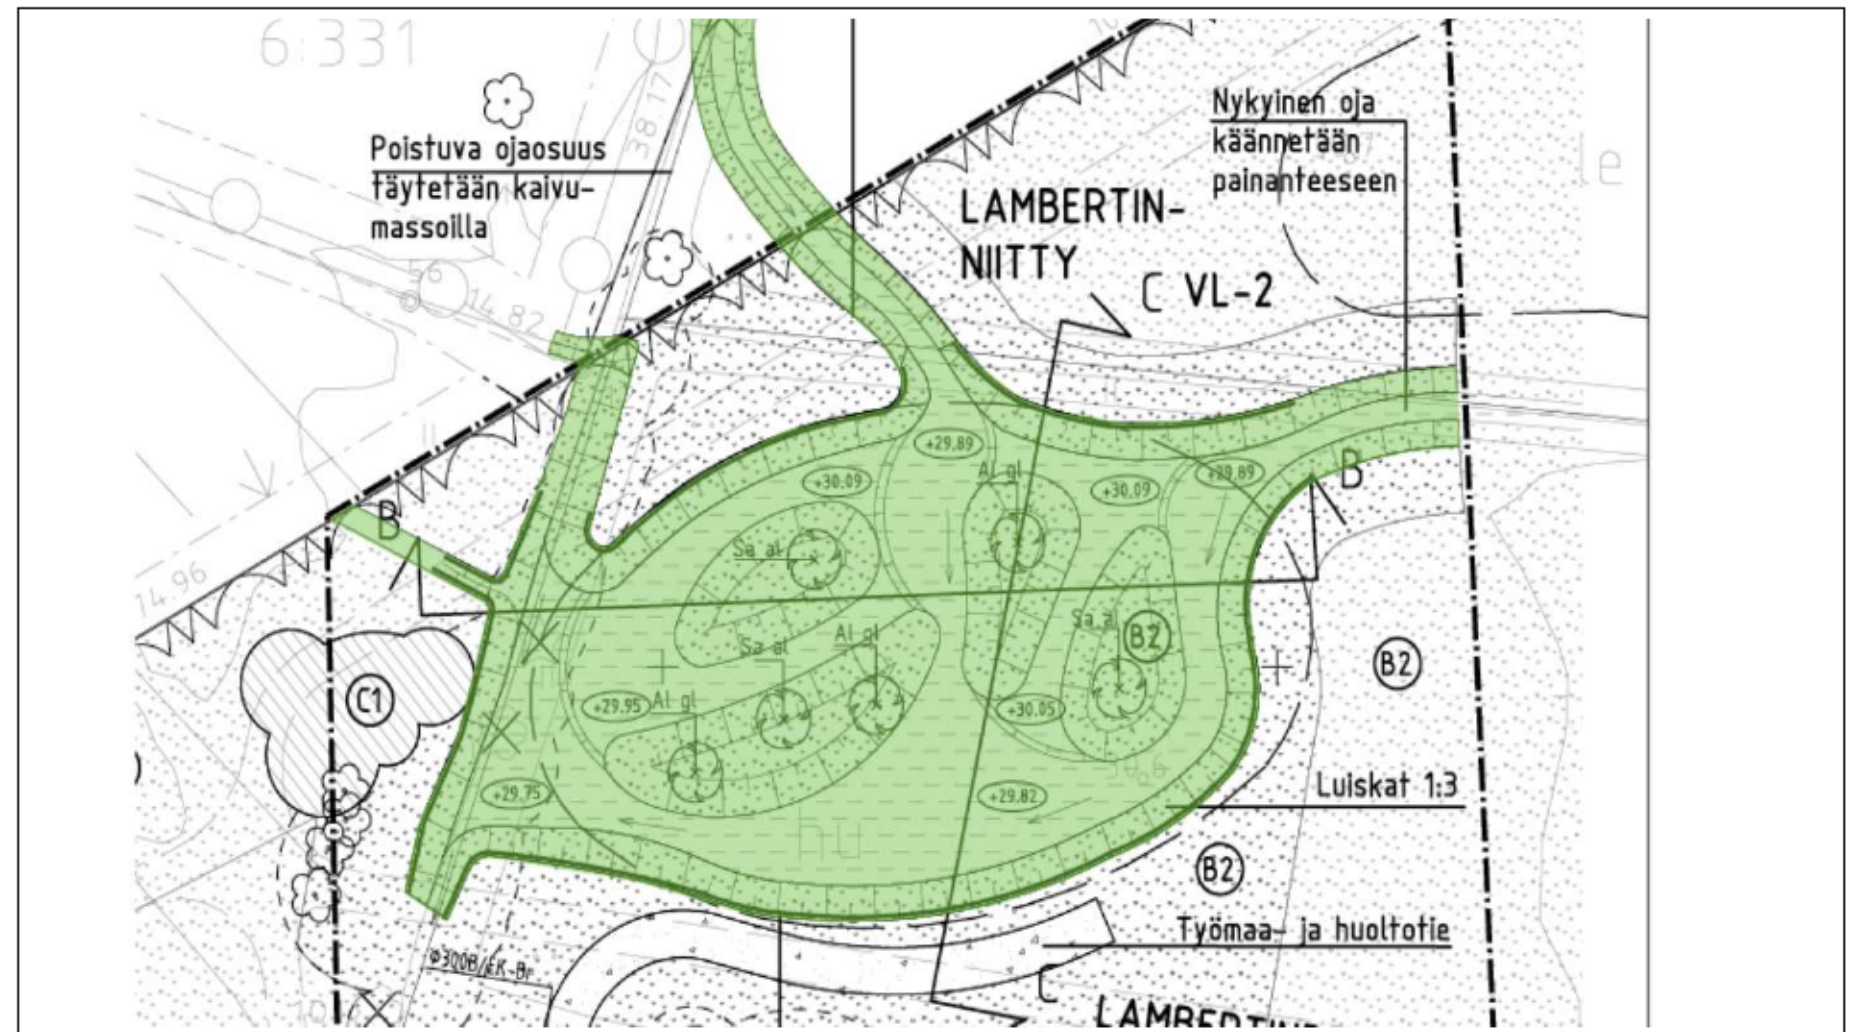 6:331
Poistuva ojaosuus
täytetään kaivu-
massoilla
38 17
Nykyinen oja
käännetään
painanteeseen
LAMBERTIN-
NIITTY
C VL-2
14 82
+29.89
+30.09
Al gl
+30.09
+29.89
B
B
Sa al
14 96
Sa al
B2
Sa al
Al gl
B2
C1
+29.95
Al gl
+30.05
Luiskat 1:3
+29.75
+29.82
hu
B2
Työmaa- ja huoltotie
C